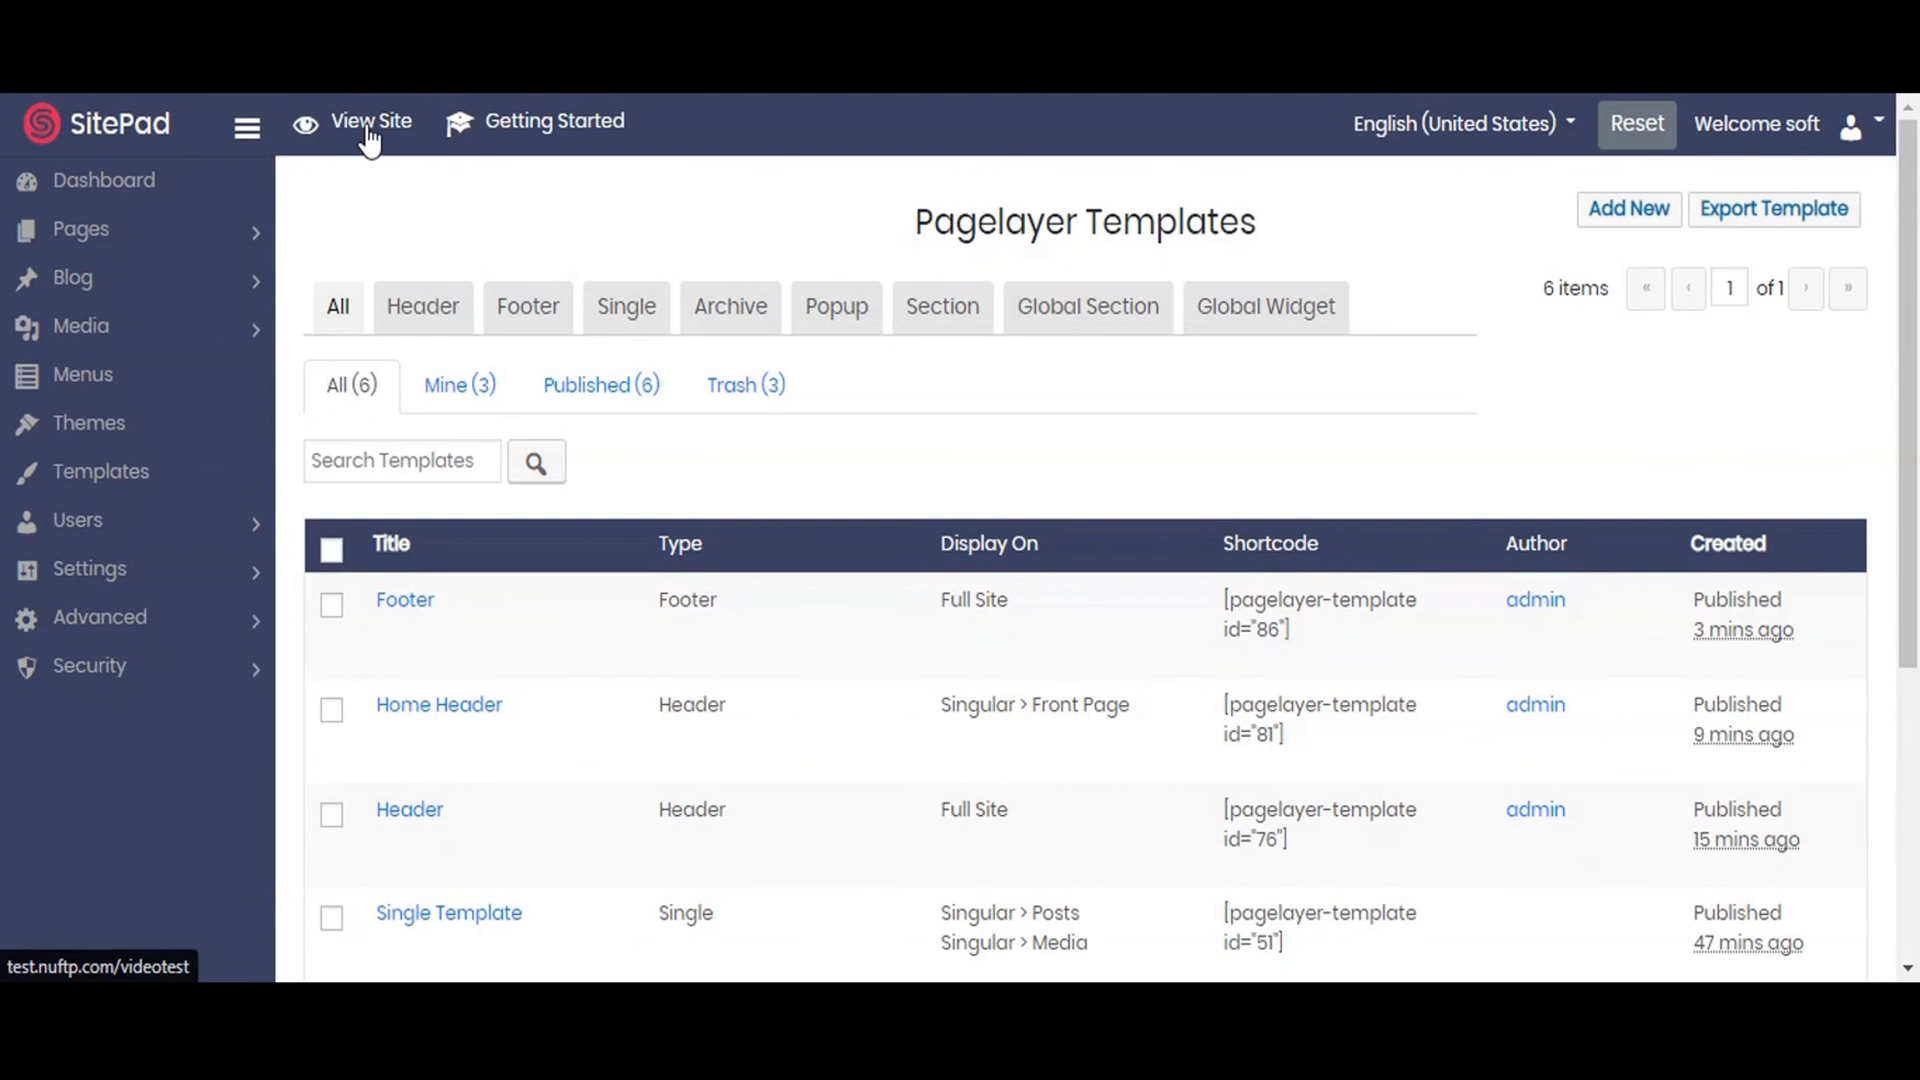 SitePad
View Site
Getting Started
English (United States)
Reset
Welcome soft
Dashboard
Pages
Blog
Media
Menus
Themes
Templates
Users
Settings
Advanced
Security
Pagelayer Templates
Add New
Export Template
6 items
«
‹
1
of 1
›
»
All
Header
Footer
Single
Archive
Popup
Section
Global Section
Global Widget
All (6)
Mine (3)
Published (6)
Trash (3)
Search Templates
Title Type Display On Shortcode Author Created
Footer Footer Full Site [pagelayer-template admin Published
id="86"] 3 mins ago
Home Header Header Singular > Front Page [pagelayer-template admin Published
id="81"] 9 mins ago
Header Header Full Site [pagelayer-template admin Published
id="76"] 15 mins ago
Single Template Single Singular > Posts [pagelayer-template Published
Singular > Media id="51"] 47 mins ago
test.nuftp.com/videotest